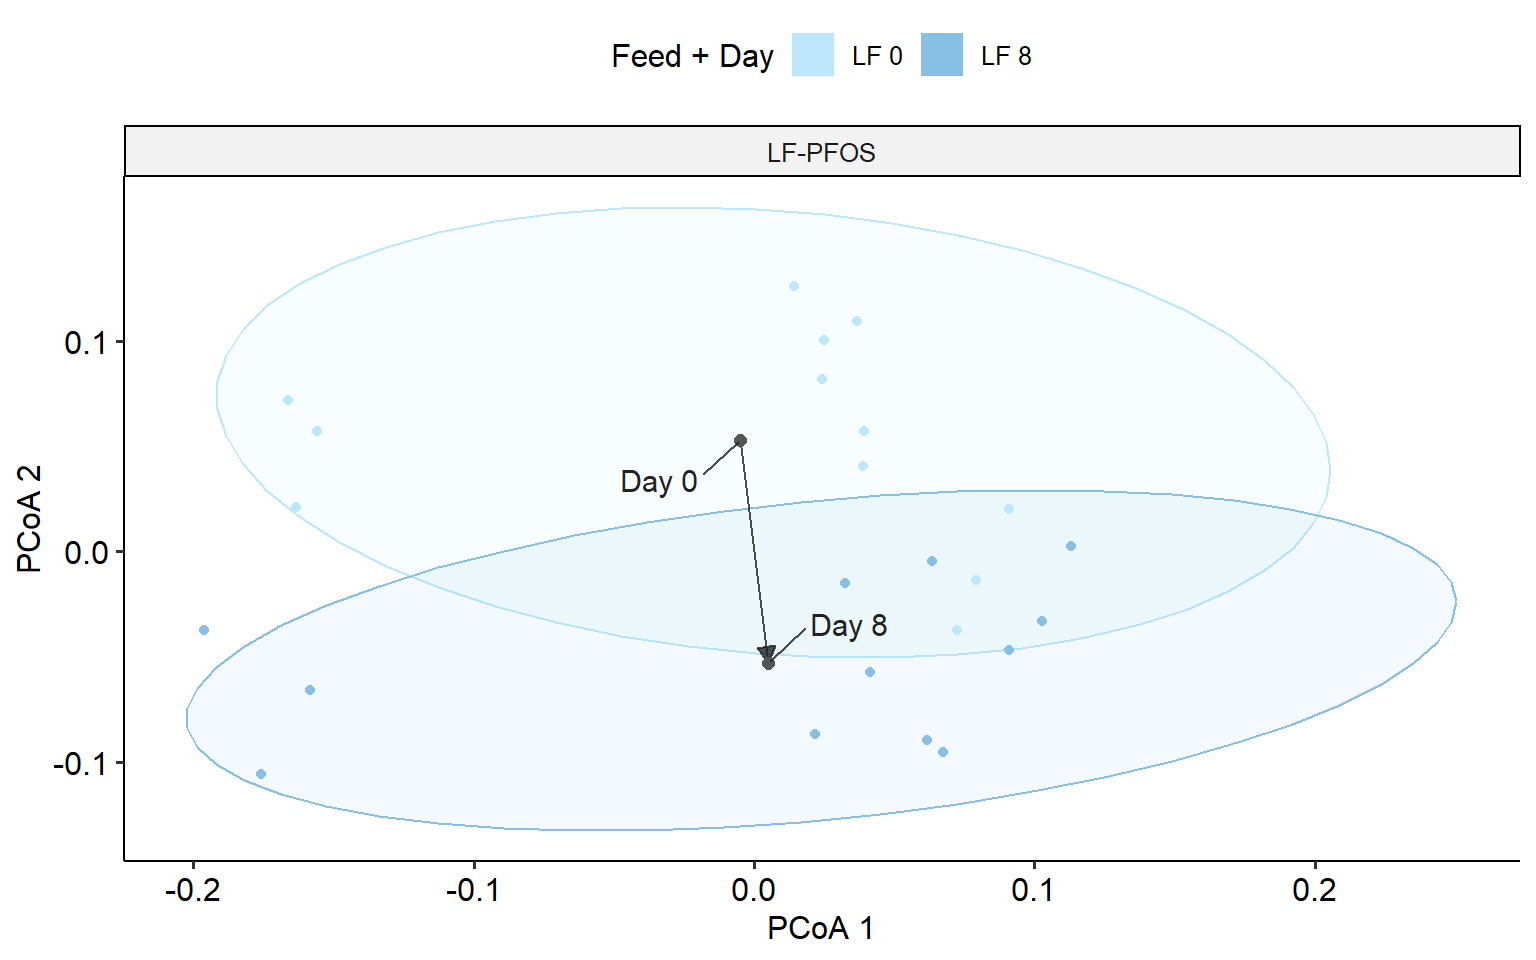 Feed + Day LF 0 LF 8
LF-PFOS
0.1
0.0
-0.1
PCoA 2
Day 0
Day 8
-0.2 -0.1 0.0 0.1 0.2
PCoA 1